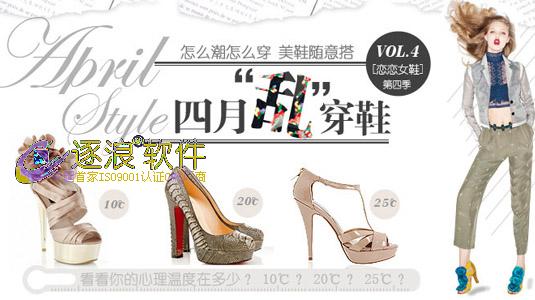 April
Style
怎么潮怎么穿 美鞋随意搭
VOL.4
[恋恋女鞋]
第四季
四月“乱”穿鞋
逐浪软件
首家ISO9001认证
10℃
20℃
25℃
看看你的心理温度在多少？ 10℃？ 20℃？ 25℃？